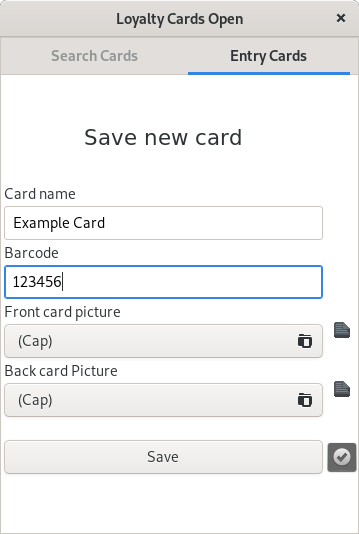 Loyalty Cards Open
Search Cards
Entry Cards
Save new card
Card name
Example Card
Barcode
123456
Front card picture
(Cap)
Back card Picture
(Cap)
Save